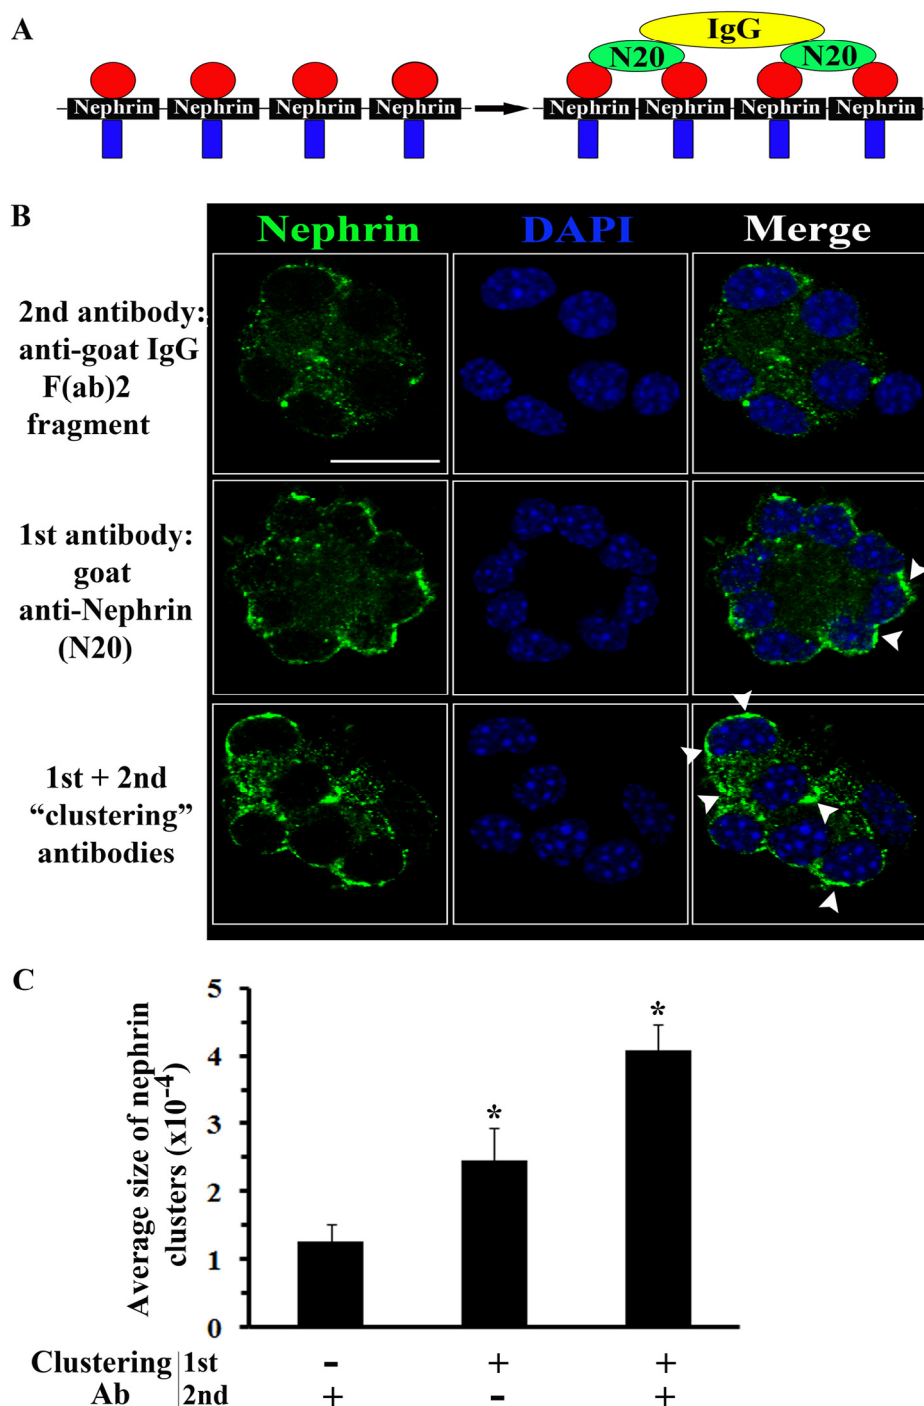 A
IgG
N20 N20
Nephrin Nephrin Nephrin Nephrin Nephrin Nephrin Nephrin Nephrin
B
Nephrin DAPI Merge
2nd antibody:
anti-goat IgG
F(ab)2
fragment
1st antibody:
goat
anti-Nephrin
(N20)
1st + 2nd
“clustering”
antibodies
C
Average size of nephrin
clusters (x10-4)
5
4
3
2
1
0
* *
Clustering 1st - + +
Ab 2nd + - +